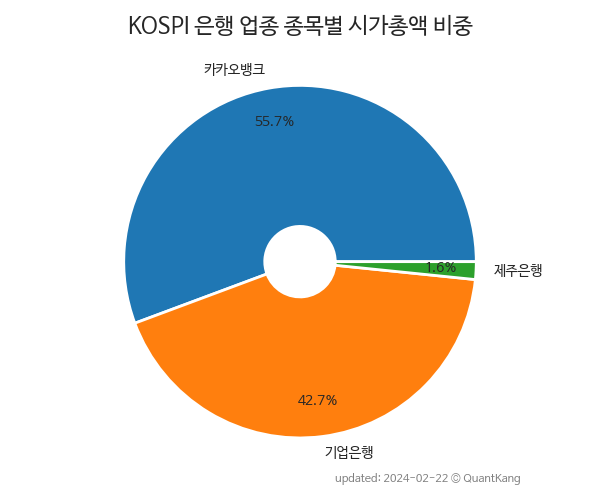 KOSPI 은행 업종 종목별 시가총액 비중
카카오뱅크
55.7%
1.6%
제주은행
42.7%
기업은행
updated: 2024-02-22 © QuantKang